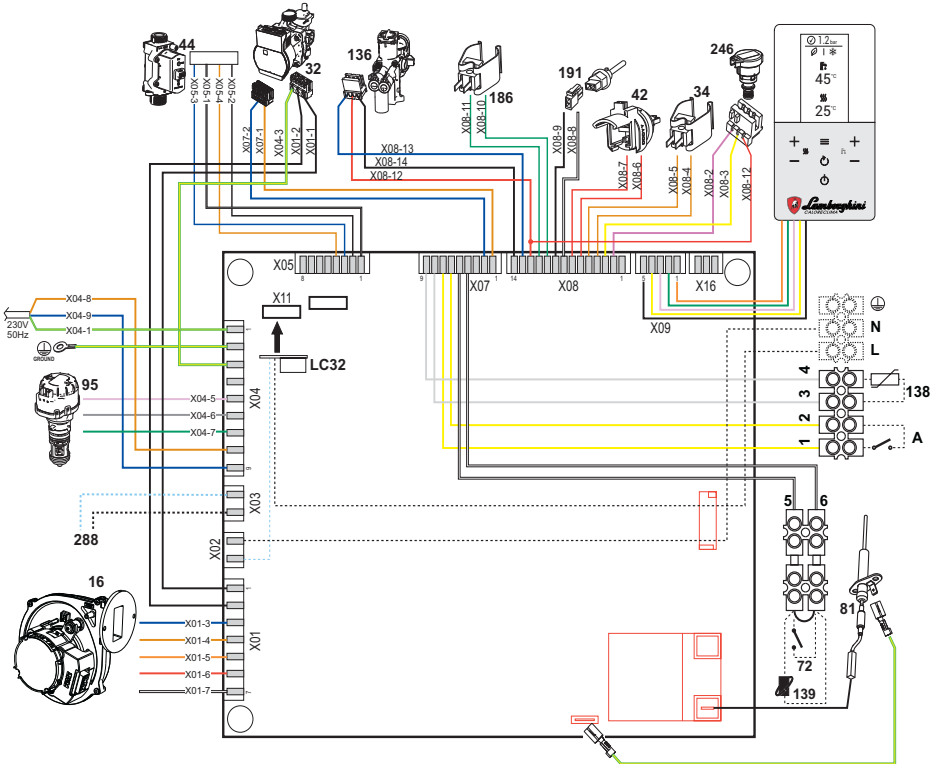 44
32
136
186
191
42
34
246
1.2 bar
45°C
25°C
Lamborghini
CALORECLIMA
X05-3
X05-1
X05-4
X05-2
X07-2
X07-1
X04-3
X01-2
X01-1
X08-13
X08-14
X08-12
X08-11
X08-10
X08-9
X08-8
X08-7
X08-6
X08-5
X08-4
X08-2
X08-3
X08-12
X05
8
1
9
X07
1
14
X08
1
5
1
X09
X16
X11
LC32
230V
50Hz
X04-8
X04-9
X04-1
GROUND
1
X04
9
95
X04-5
X04-6
X04-7
X03
288
X02
16
1
X01
7
X01-3
X01-4
X01-5
X01-6
X01-7
N
L
4
3
2
1
138
A
5
6
81
72
139